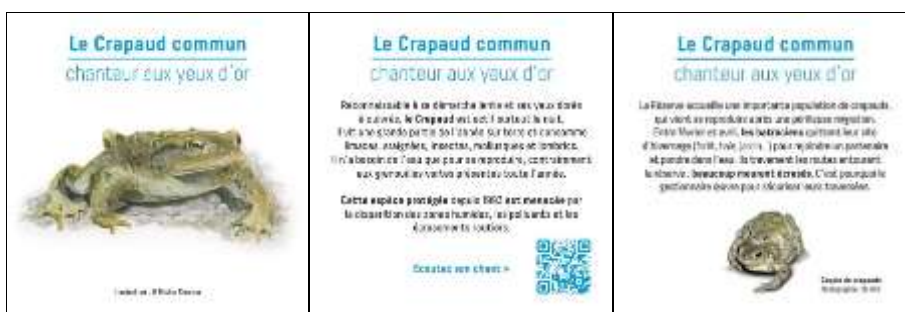 Le Crapaud commun
chanteur aux yeux d'or
Le Crapaud commun
chanteur aux yeux d'or
Reconnaissable à sa démarche lente et ses yeux dorés
à cuivrés, le Crapaud est actif surtout la nuit.
Il vit une grande partie de l'année sur terre et consomme
limaces, araignées, insectes, mollusques et lombrics.
Il n'a besoin de l'eau que pour se reproduire, contrairement
aux grenouilles vertes présentes toute l'année.
Cette espèce protégée depuis est menacée par
la disparition des zones humides, les polluants et les
écrasements routiers.
Écoutez son chant >
Le Crapaud commun
chanteur aux yeux d'or
La Réserve accueille une importante population de crapauds,
qui vient se reproduire après une périlleuse migration.
Entre février et avril, les batraciens quittent leur site
d'hivernage (forêt, haie, jardin...) pour rejoindre un partenaire
et pondre dans l'eau. Ils traversent les routes entourant
la réserve, beaucoup meurent écrasés. C'est pourquoi le
gestionnaire œuvre pour sécuriser leurs traversées.
Couple de crapauds